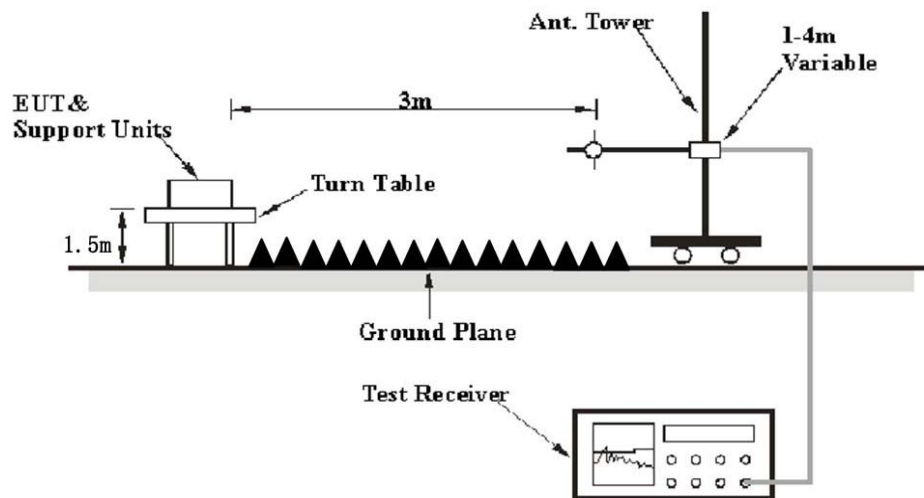 Ant. Tower
1-4m
Variable
EUT&
Support Units
3m
Turn Table
1.5m
Ground Plane
Test Receiver